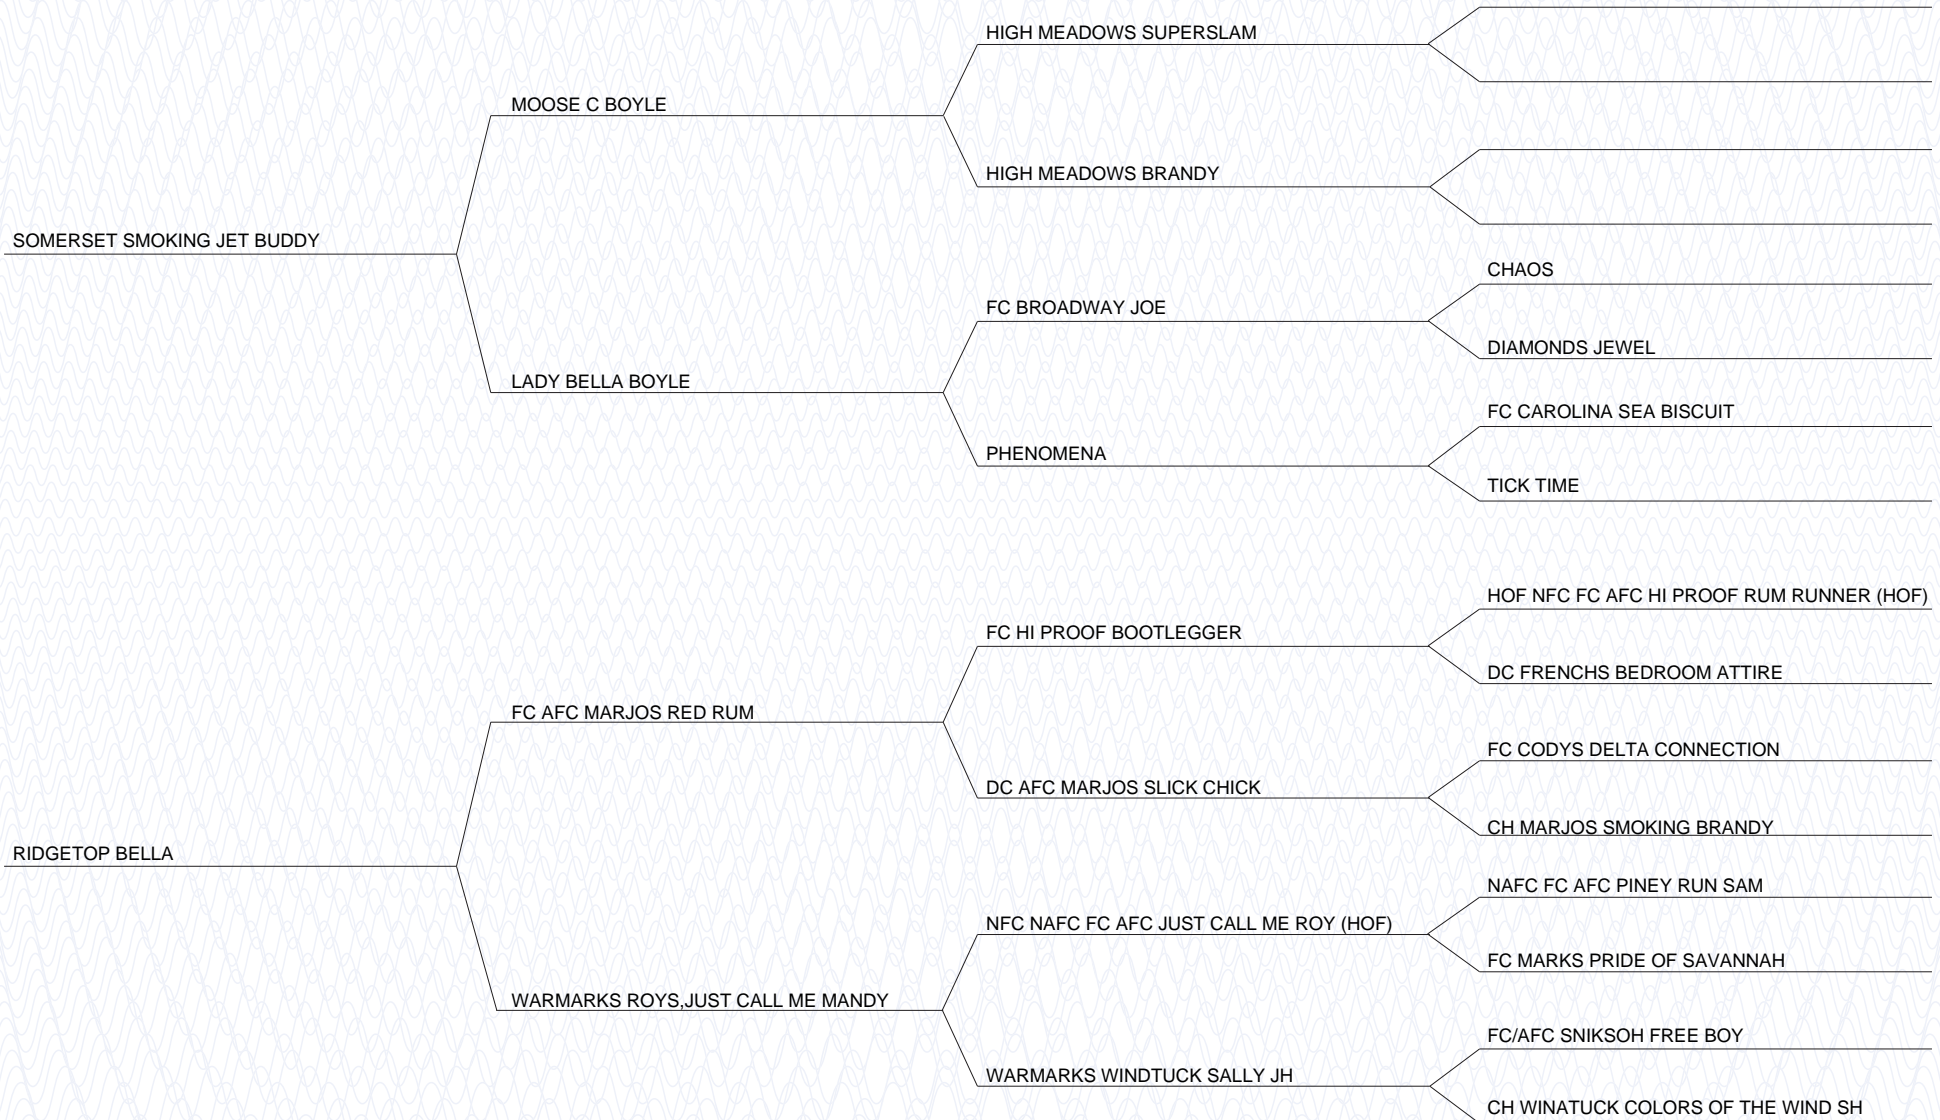 HIGH MEADOWS SUPERSLAM
MOOSE C BOYLE
HIGH MEADOWS BRANDY
SOMERSET SMOKING JET BUDDY
CHAOS
FC BROADWAY JOE
DIAMONDS JEWEL
LADY BELLA BOYLE
FC CAROLINA SEA BISCUIT
PHENOMENA
TICK TIME
HOF NFC FC AFC HI PROOF RUM RUNNER (HOF)
FC HI PROOF BOOTLEGGER
DC FRENCHS BEDROOM ATTIRE
FC AFC MARJOS RED RUM
FC CODYS DELTA CONNECTION
DC AFC MARJOS SLICK CHICK
CH MARJOS SMOKING BRANDY
RIDGETOP BELLA
NAFC FC AFC PINEY RUN SAM
NFC NAFC FC AFC JUST CALL ME ROY (HOF)
FC MARKS PRIDE OF SAVANNAH
WARMARKS ROYS,JUST CALL ME MANDY
FC/AFC SNIKSOH FREE BOY
WARMARKS WINDTUCK SALLY JH
CH WINATUCK COLORS OF THE WIND SH